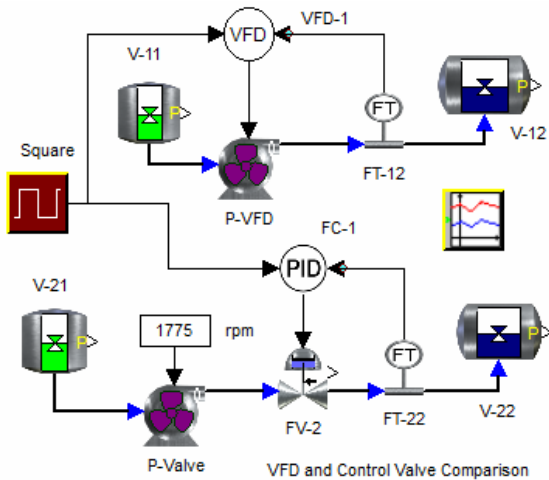 VFD-1
VFD
V-11
P
FT
P
V-12
Square
FT-12
P-VFD
FC-1
PID
V-21
P
1775 rpm
FT
P
FV-2
FT-22
V-22
P-Valve
VFD and Control Valve Comparison